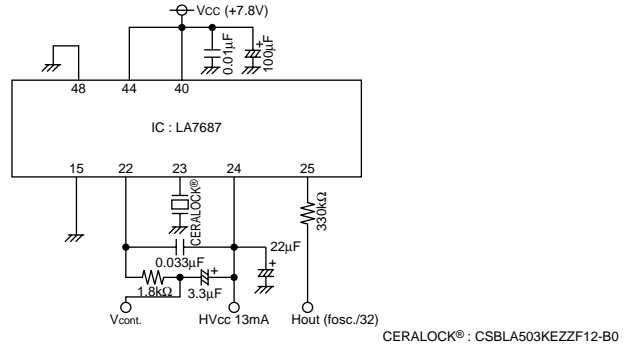 VCC (+7.8V)
0.01μF
100μF
+
48
44
40
IC : LA7687
15
22
23
24
25
CERALOCK®
330kΩ
0.033μF
22μF
+
1.8kΩ
3.3μF
+
Vcont.
HVCC 13mA
Hout (fosc./32)
CERALOCK® : CSBLA503KEZZF12-B0